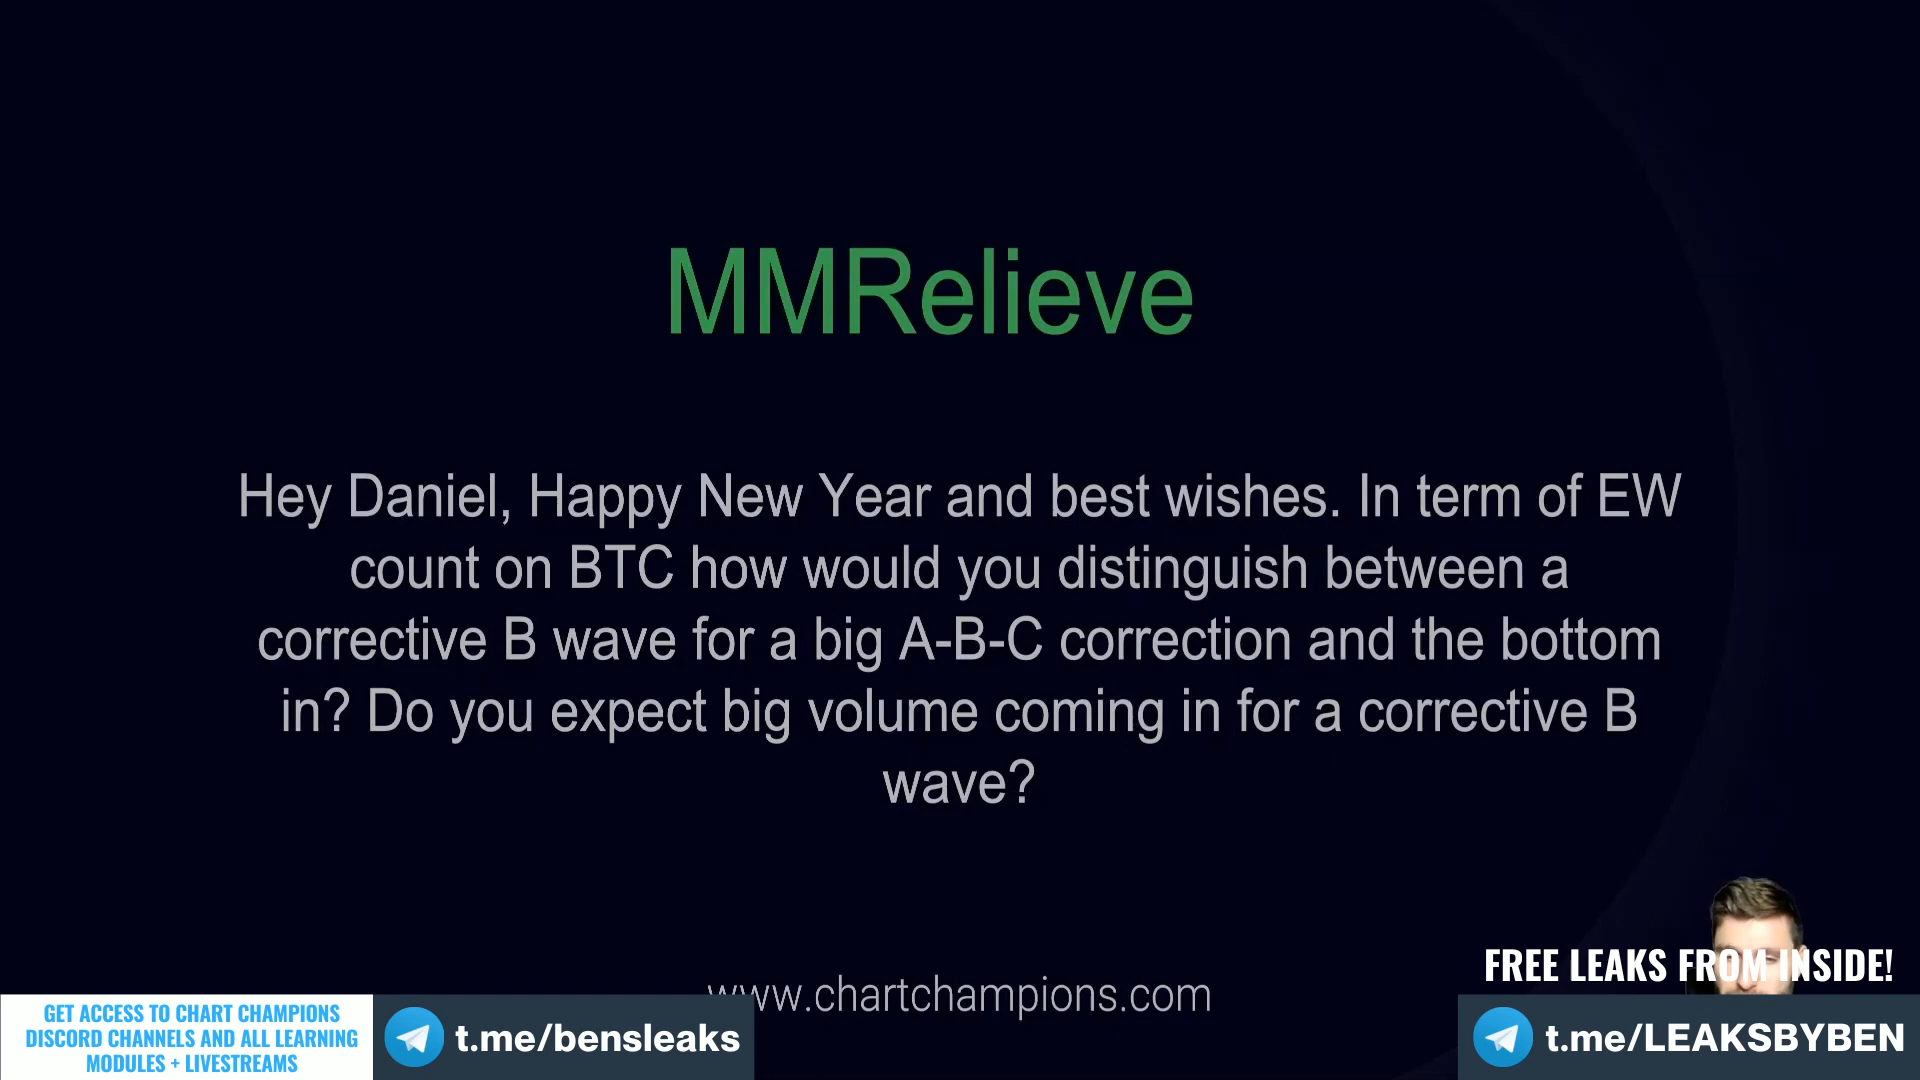 MMRelieve
Hey Daniel, Happy New Year and best wishes. In term of EW
count on BTC how would you distinguish between a
corrective B wave for a big A-B-C correction and the bottom
in? Do you expect big volume coming in for a corrective B
wave?
www.chartchampions.com
FREE LEAKS FROM INSIDE!
GET ACCESS TO CHART CHAMPIONS
DISCORD CHANNELS AND ALL LEARNING
MODULES + LIVESTREAMS
t.me/bensleaks
t.me/LEAKSBYBEN